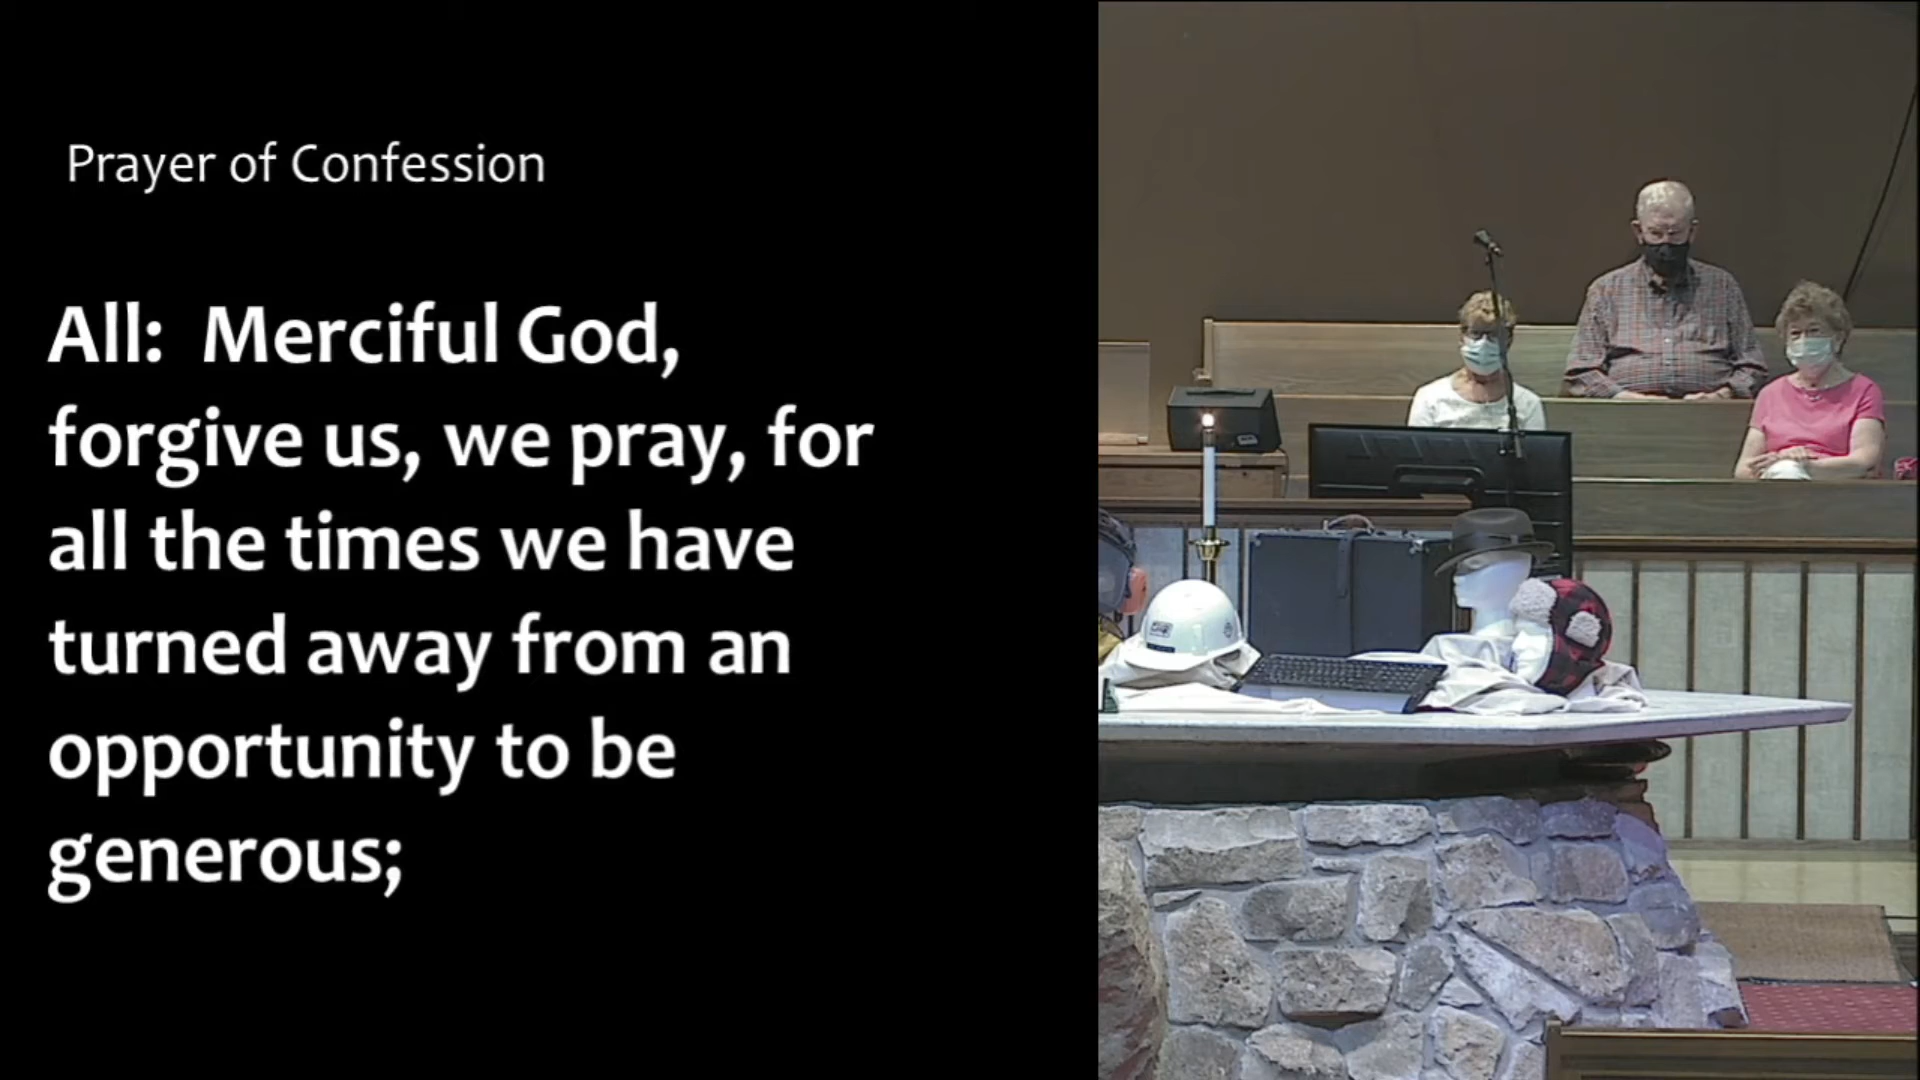 Prayer of Confession
All: Merciful God,
forgive us, we pray, for
all the times we have
turned away from an
opportunity to be
generous;